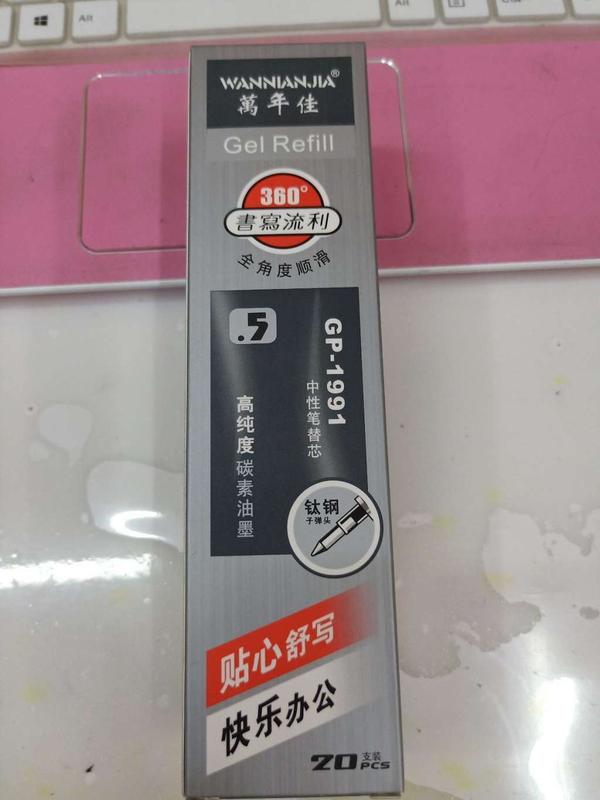 Alt
Alt
WANNIANJIA®
萬年佳
Gel Refill
360°
書寫流利
全角度顺滑
.5
GP-1991
中性笔替芯
高纯度碳素油墨
钛钢
子弹头
贴心舒写
快乐办公
20支装
PCS